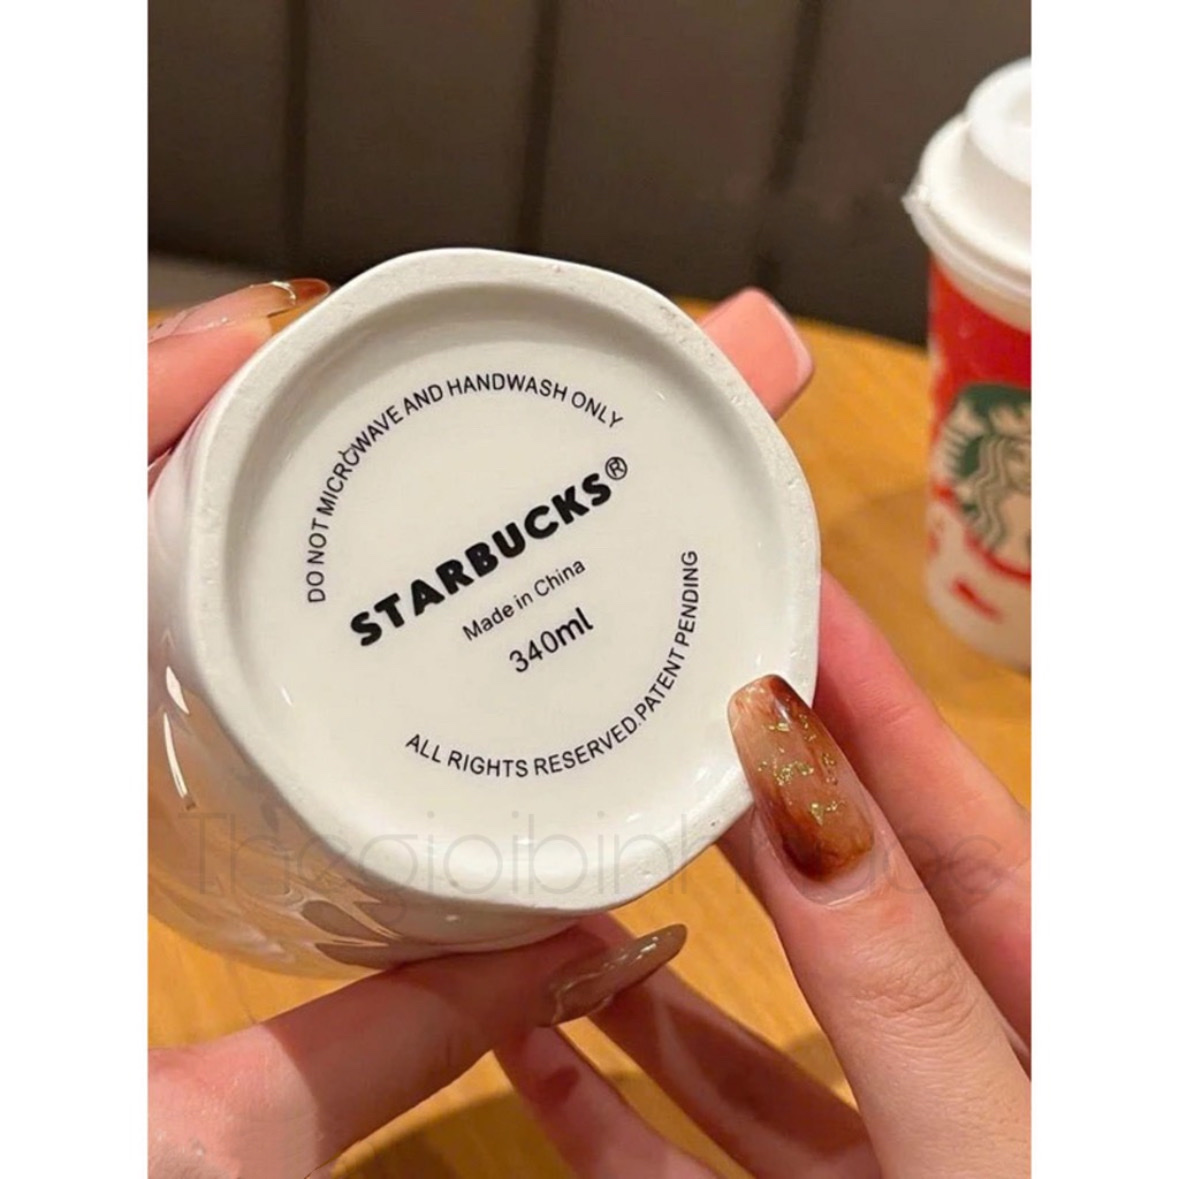 DO NOT MICROWAVE AND HANDWASH ONLY
STARBUCKS®
Made in China
340ml
ALL RIGHTS RESERVED.PATENT PENDING